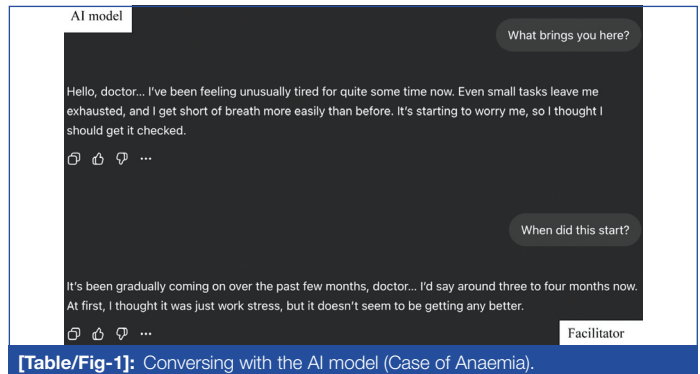 AI model
What brings you here?
Hello, doctor... I've been feeling unusually tired for quite some time now. Even small tasks leave me
exhausted, and I get short of breath more easily than before. It's starting to worry me, so I thought I
should get it checked.
When did this start?
It's been gradually coming on over the past few months, doctor... I'd say around three to four months now.
At first, I thought it was just work stress, but it doesn't seem to be getting any better.
Facilitator
[Table/Fig-1]: Conversing with the AI model (Case of Anaemia).